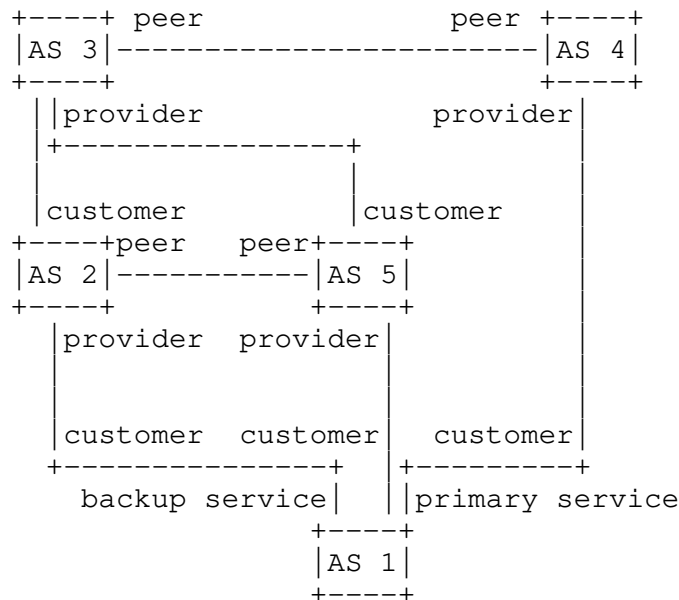 peer peer
AS 3 AS 4
provider provider
customer customer
peer peer
AS 2 AS 5
provider provider
customer customer customer
backup service primary service
AS 1